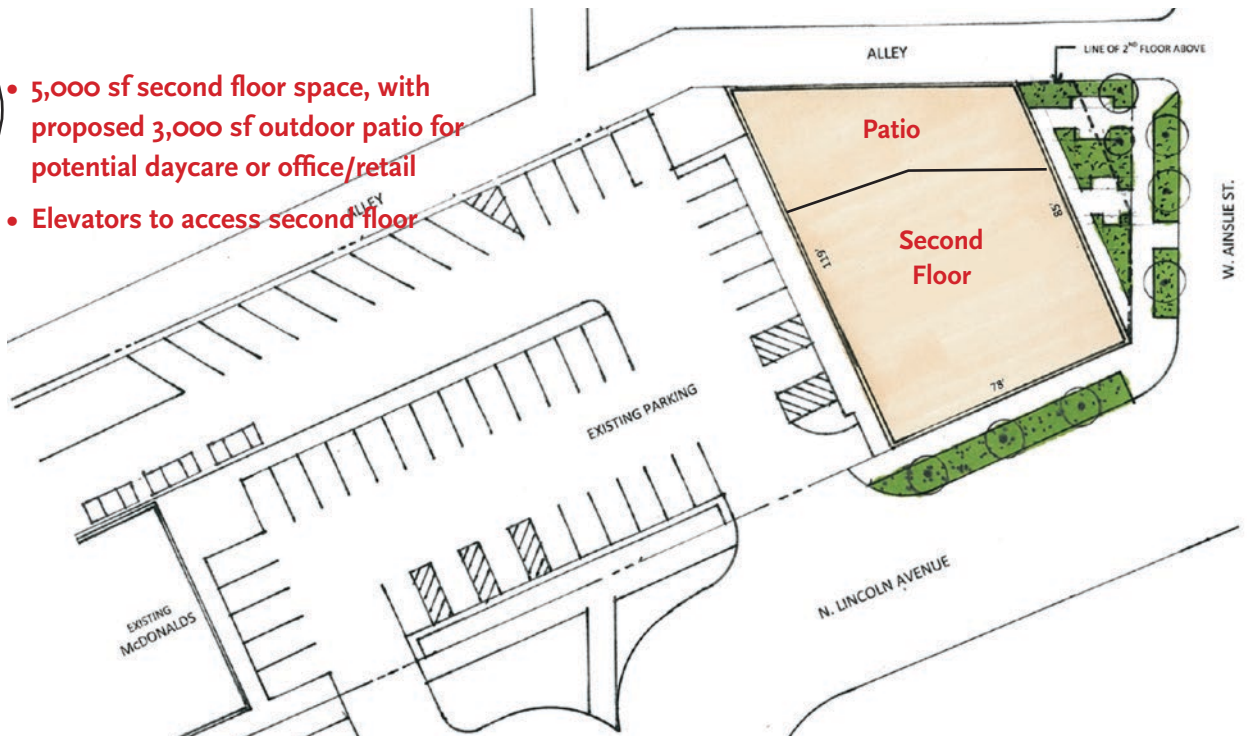 • 5,000 sf second floor space, with
proposed 3,000 sf outdoor patio for
potential daycare or office/retail
• Elevators to access second floor
ALLEY
ALLEY
LINE OF 2ND FLOOR ABOVE
Patio
W. AINSLIE ST.
85'
119'
Second
Floor
78'
EXISTING PARKING
N. LINCOLN AVENUE
EXISTING
McDONALDS